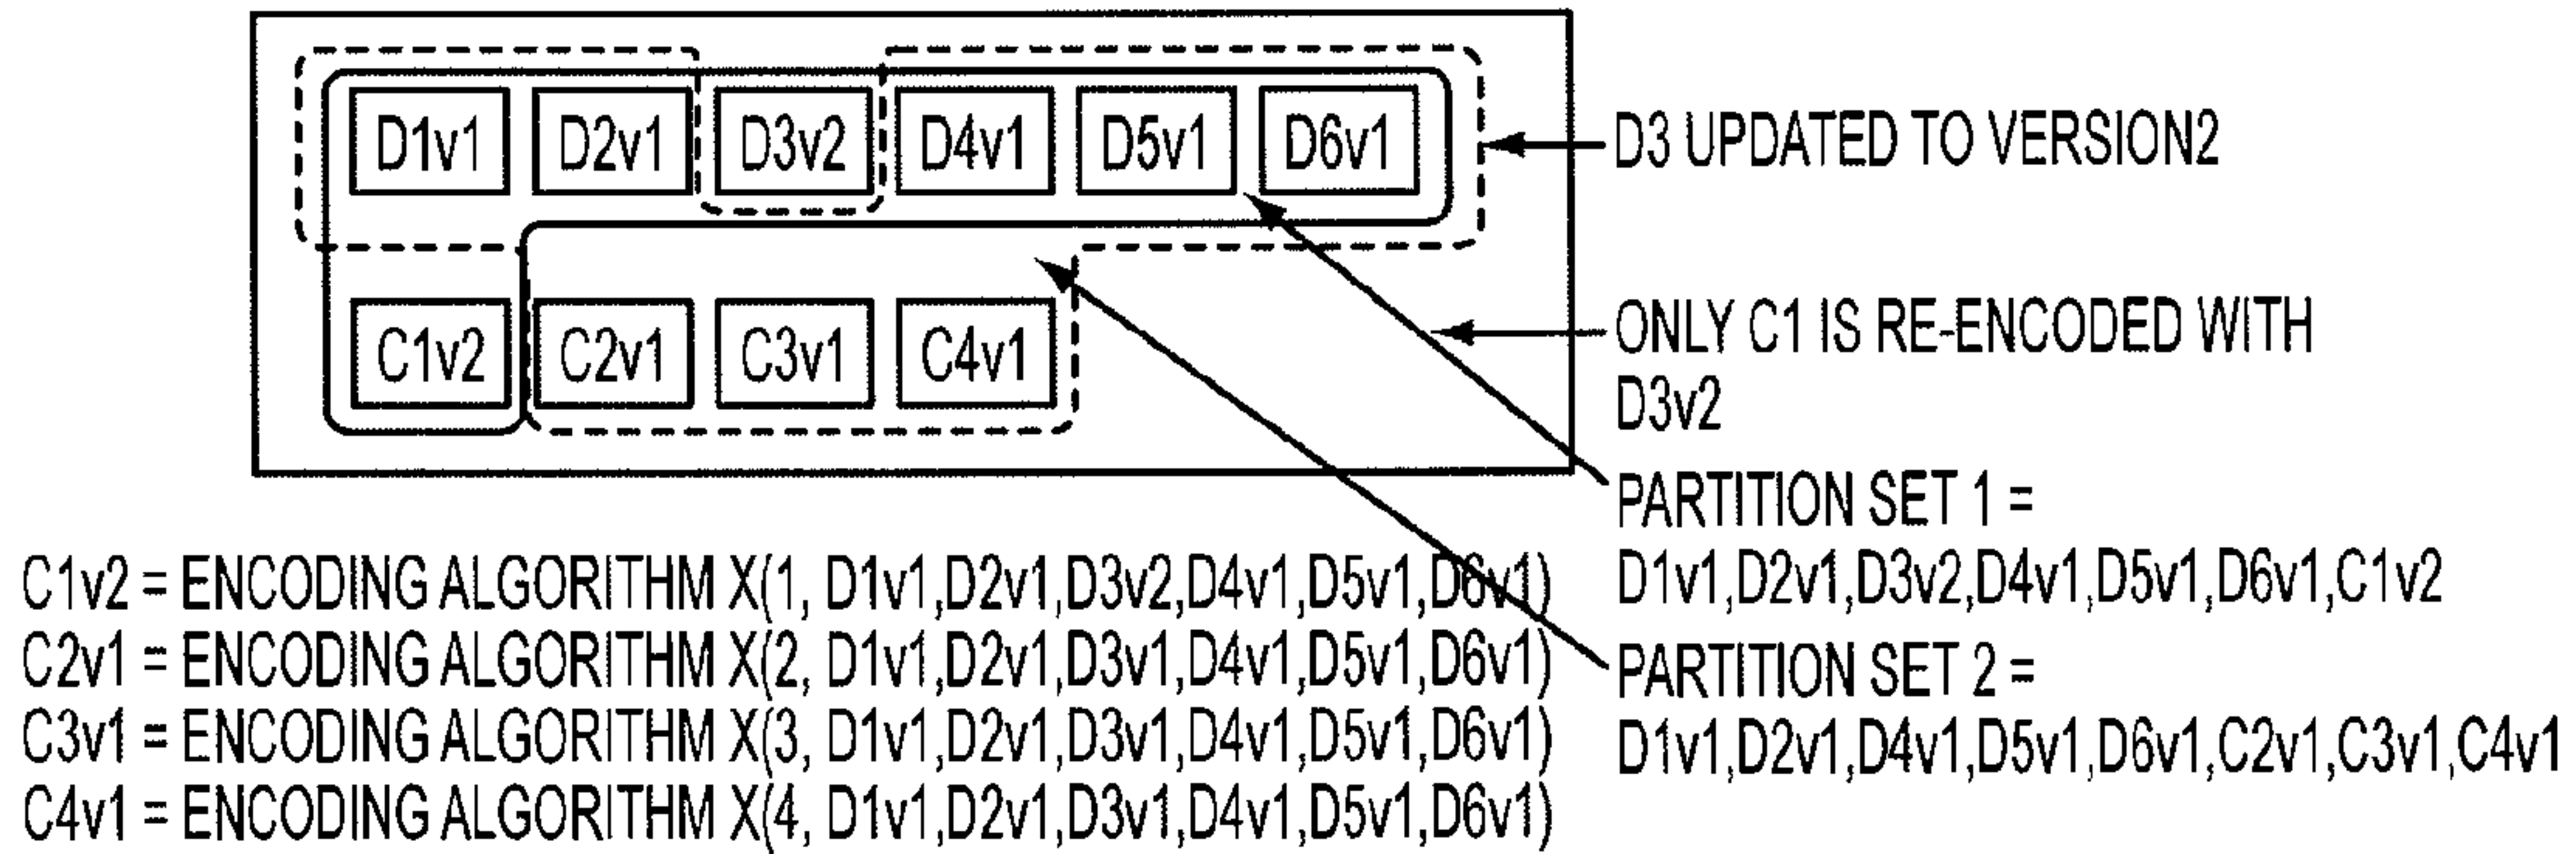 D1v1 D2v1 D3v2 D4v1 D5v1 D6v1
C1v2 C2v1 C3v1 C4v1
D3 UPDATED TO VERSION2
ONLY C1 IS RE-ENCODED WITH
D3v2
PARTITION SET 1 =
D1v1,D2v1,D3v2,D4v1,D5v1,D6v1,C1v2
PARTITION SET 2 =
D1v1,D2v1,D4v1,D5v1,D6v1,C2v1,C3v1,C4v1
C1v2 = ENCODING ALGORITHM X(1, D1v1,D2v1,D3v2,D4v1,D5v1,D6v1)
C2v1 = ENCODING ALGORITHM X(2, D1v1,D2v1,D3v1,D4v1,D5v1,D6v1)
C3v1 = ENCODING ALGORITHM X(3, D1v1,D2v1,D3v1,D4v1,D5v1,D6v1)
C4v1 = ENCODING ALGORITHM X(4, D1v1,D2v1,D3v1,D4v1,D5v1,D6v1)